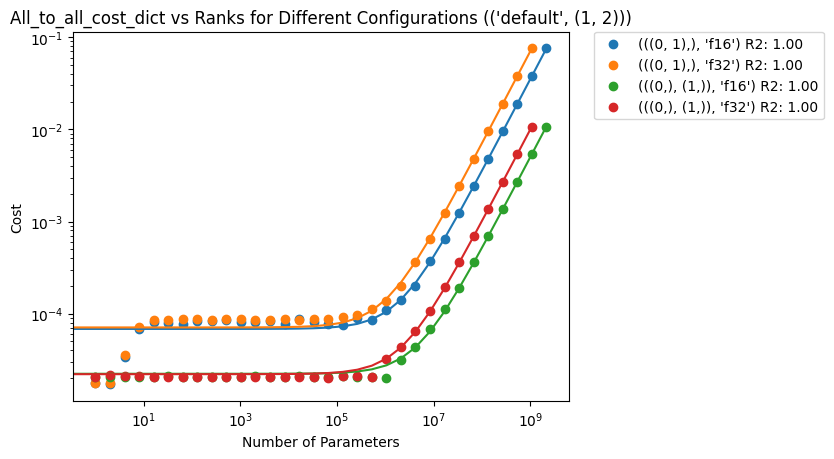 All_to_all_cost_dict vs Ranks for Different Configurations (('default', (1, 2)))
10⁻¹
10⁻²
10⁻³
10⁻⁴
Cost
10¹
10³
10⁵
10⁷
10⁹
Number of Parameters
(((0, 1),), 'f16') R2: 1.00
(((0, 1),), 'f32') R2: 1.00
(((0,), (1,)), 'f16') R2: 1.00
(((0,), (1,)), 'f32') R2: 1.00